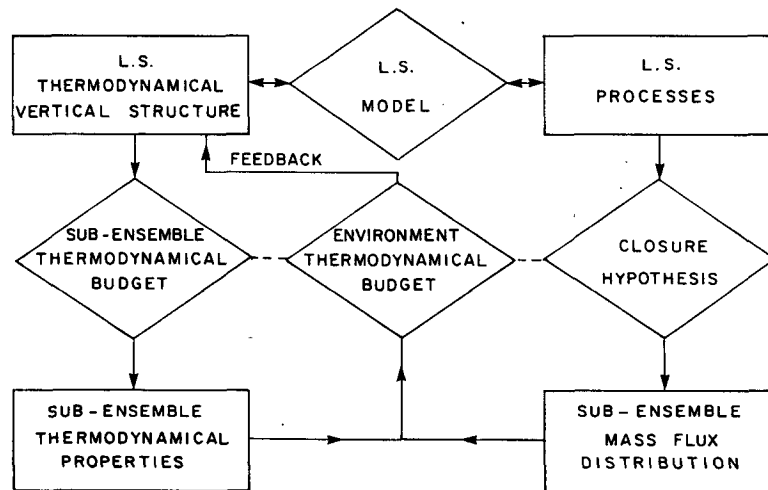 L.S.
THERMODYNAMICAL
VERTICAL STRUCTURE
L.S.
MODEL
L.S.
PROCESSES
FEEDBACK
SUB-ENSEMBLE
THERMODYNAMICAL
BUDGET
ENVIRONMENT
THERMODYNAMICAL
BUDGET
CLOSURE
HYPOTHESIS
SUB-ENSEMBLE
THERMODYNAMICAL
PROPERTIES
SUB-ENSEMBLE
MASS FLUX
DISTRIBUTION